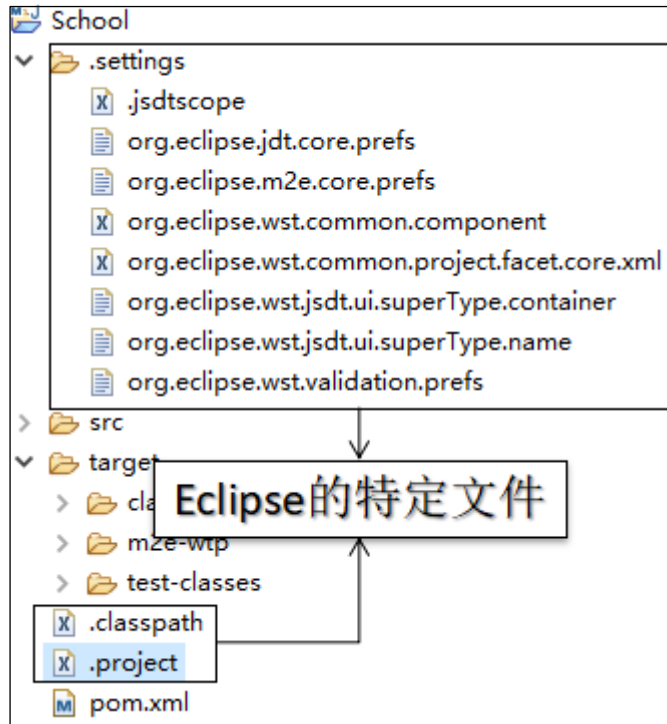 School
.settings
.jsdtscope
org.eclipse.jdt.core.prefs
org.eclipse.m2e.core.prefs
org.eclipse.wst.common.component
org.eclipse.wst.common.project.facet.core.xml
org.eclipse.wst.jsdt.ui.superType.container
org.eclipse.wst.jsdt.ui.superType.name
org.eclipse.wst.validation.prefs
src
target
Eclipse的特定文件
m2e-wtp
test-classes
.classpath
.project
pom.xml